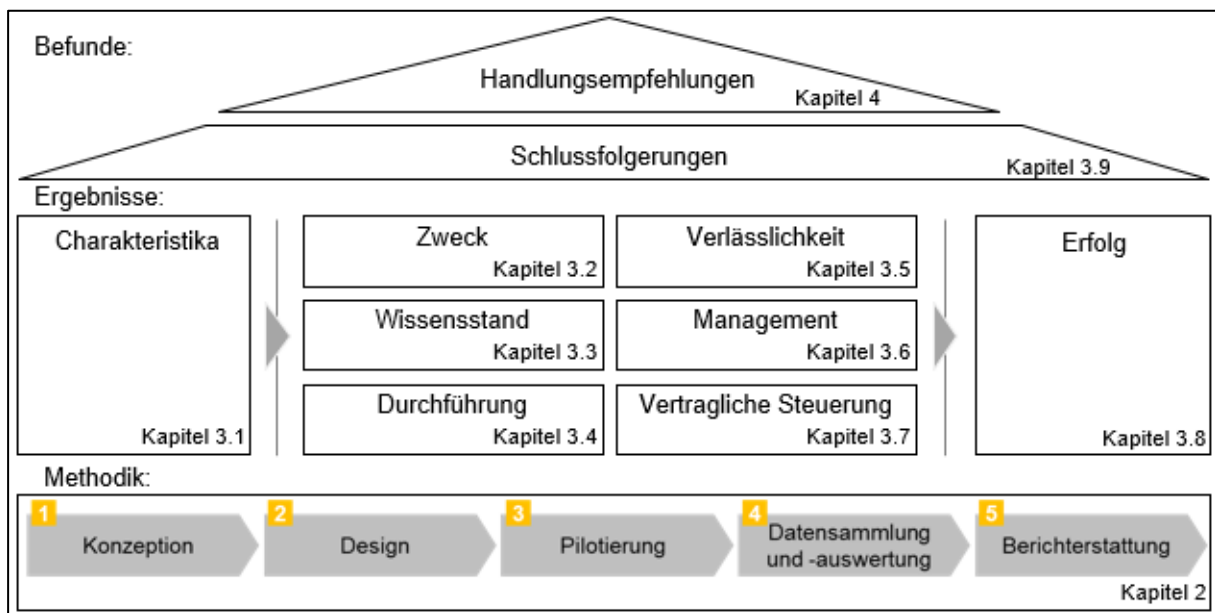 Befunde:
Handlungsempfehlungen
Kapitel 4
Schlussfolgerungen
Kapitel 3.9
Ergebnisse:
Charakteristika
Kapitel 3.1
Zweck
Kapitel 3.2
Wissensstand
Kapitel 3.3
Durchführung
Kapitel 3.4
Verlässlichkeit
Kapitel 3.5
Management
Kapitel 3.6
Vertragliche Steuerung
Kapitel 3.7
Erfolg
Kapitel 3.8
Methodik:
1
Konzeption
2
Design
3
Pilotierung
4
Datensammlung
und -auswertung
5
Berichterstattung
Kapitel 2